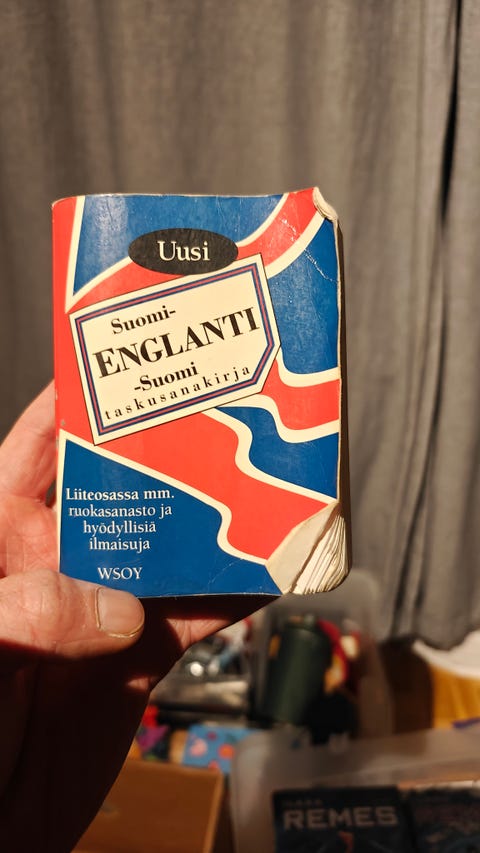 Uusi
Suomi-
ENGLANTI
-Suomi
taskusanakirja
Liiteosassa mm.
ruokasanasto ja
hyödyllisiä
ilmaisuja
WSOY
REMES